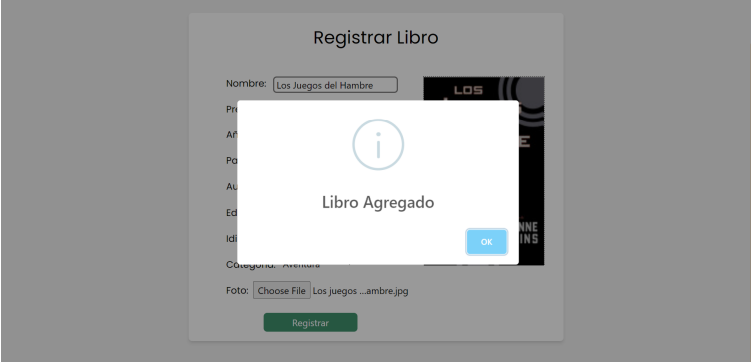 Registrar Libro
Nombre: Los Juegos del Hambre
LOS
Pr
Añ
E
Pa
Libro Agregado
Au
Ed
NNE
Idi
INS
OK
Categoría: Aventura
Foto: Choose File Los juegos ...ambre.jpg
Registrar